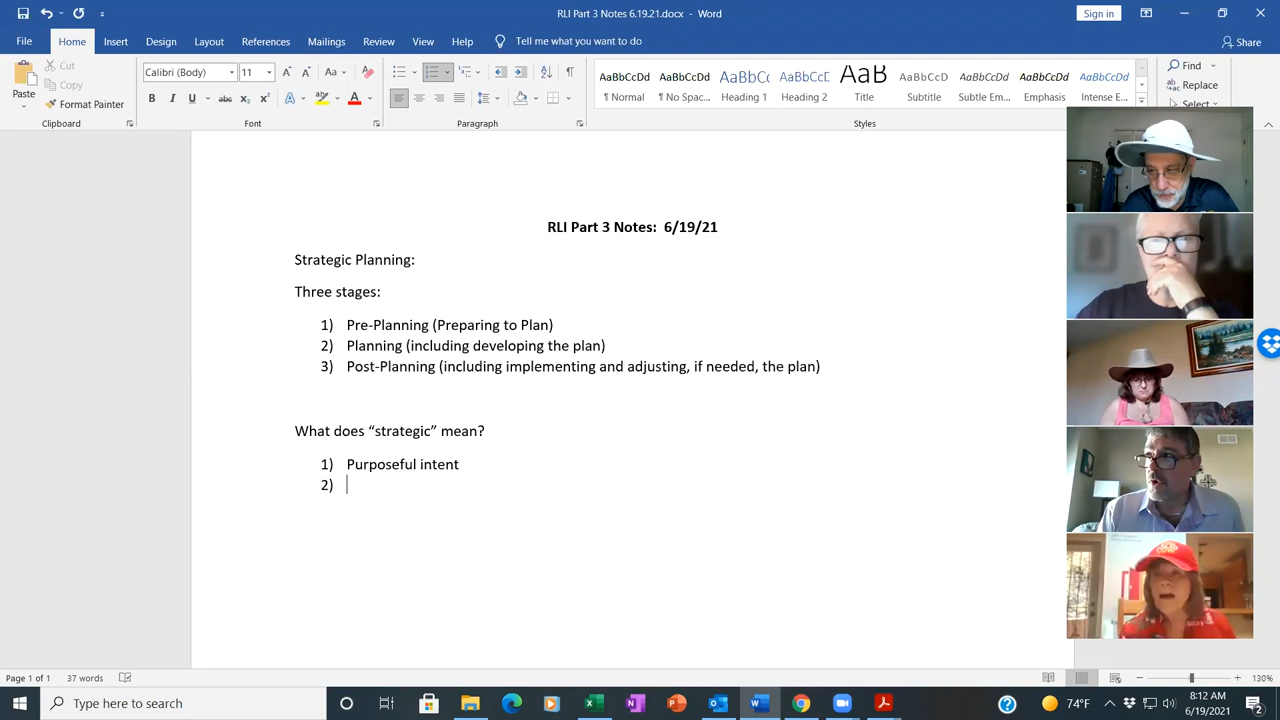 RLI Part 3 Notes 6.19.21.docx - Word
Sign in
File Home Insert Design Layout References Mailings Review View Help Tell me what you want to do
Share
Cut
Copy
Paste
Format Painter
Clipboard
Calibri (Body) 11
Font
Paragraph
AaBbCcDd AaBbCcDd AaBbCc AaBbCcD AaB AaBbCcD AaBbCcDd AaBbCcDd AaBbCcDd
¶ Normal ¶ No Spac... Heading 1 Heading 2 Title Subtitle Subtle Em... Emphasis Intense E...
Styles
Find
Replace
Select
RLI Part 3 Notes: 6/19/21
Strategic Planning:
Three stages:
1) Pre-Planning (Preparing to Plan)
2) Planning (including developing the plan)
3) Post-Planning (including implementing and adjusting, if needed, the plan)
What does “strategic” mean?
1) Purposeful intent
2)
Page 1 of 1 37 words
130%
Type here to search
74°F
8:12 AM
6/19/2021
2